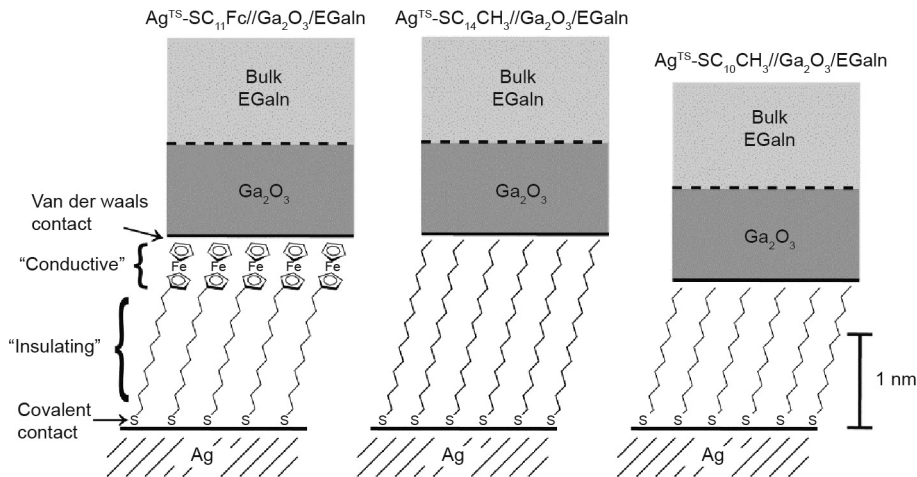 Ag^TS-SC₁₁Fc//Ga₂O₃/EGaIn
Ag^TS-SC₁₄CH₃//Ga₂O₃/EGaIn
Ag^TS-SC₁₀CH₃//Ga₂O₃/EGaIn
Bulk
EGaIn
Bulk
EGaIn
Bulk
EGaIn
Ga₂O₃
Ga₂O₃
Ga₂O₃
Van der waals
contact
“Conductive”
Fe Fe Fe Fe Fe
“Insulating”
1 nm
Covalent
contact
S S S S S
S S S S S S
S S S S S S
Ag
Ag
Ag